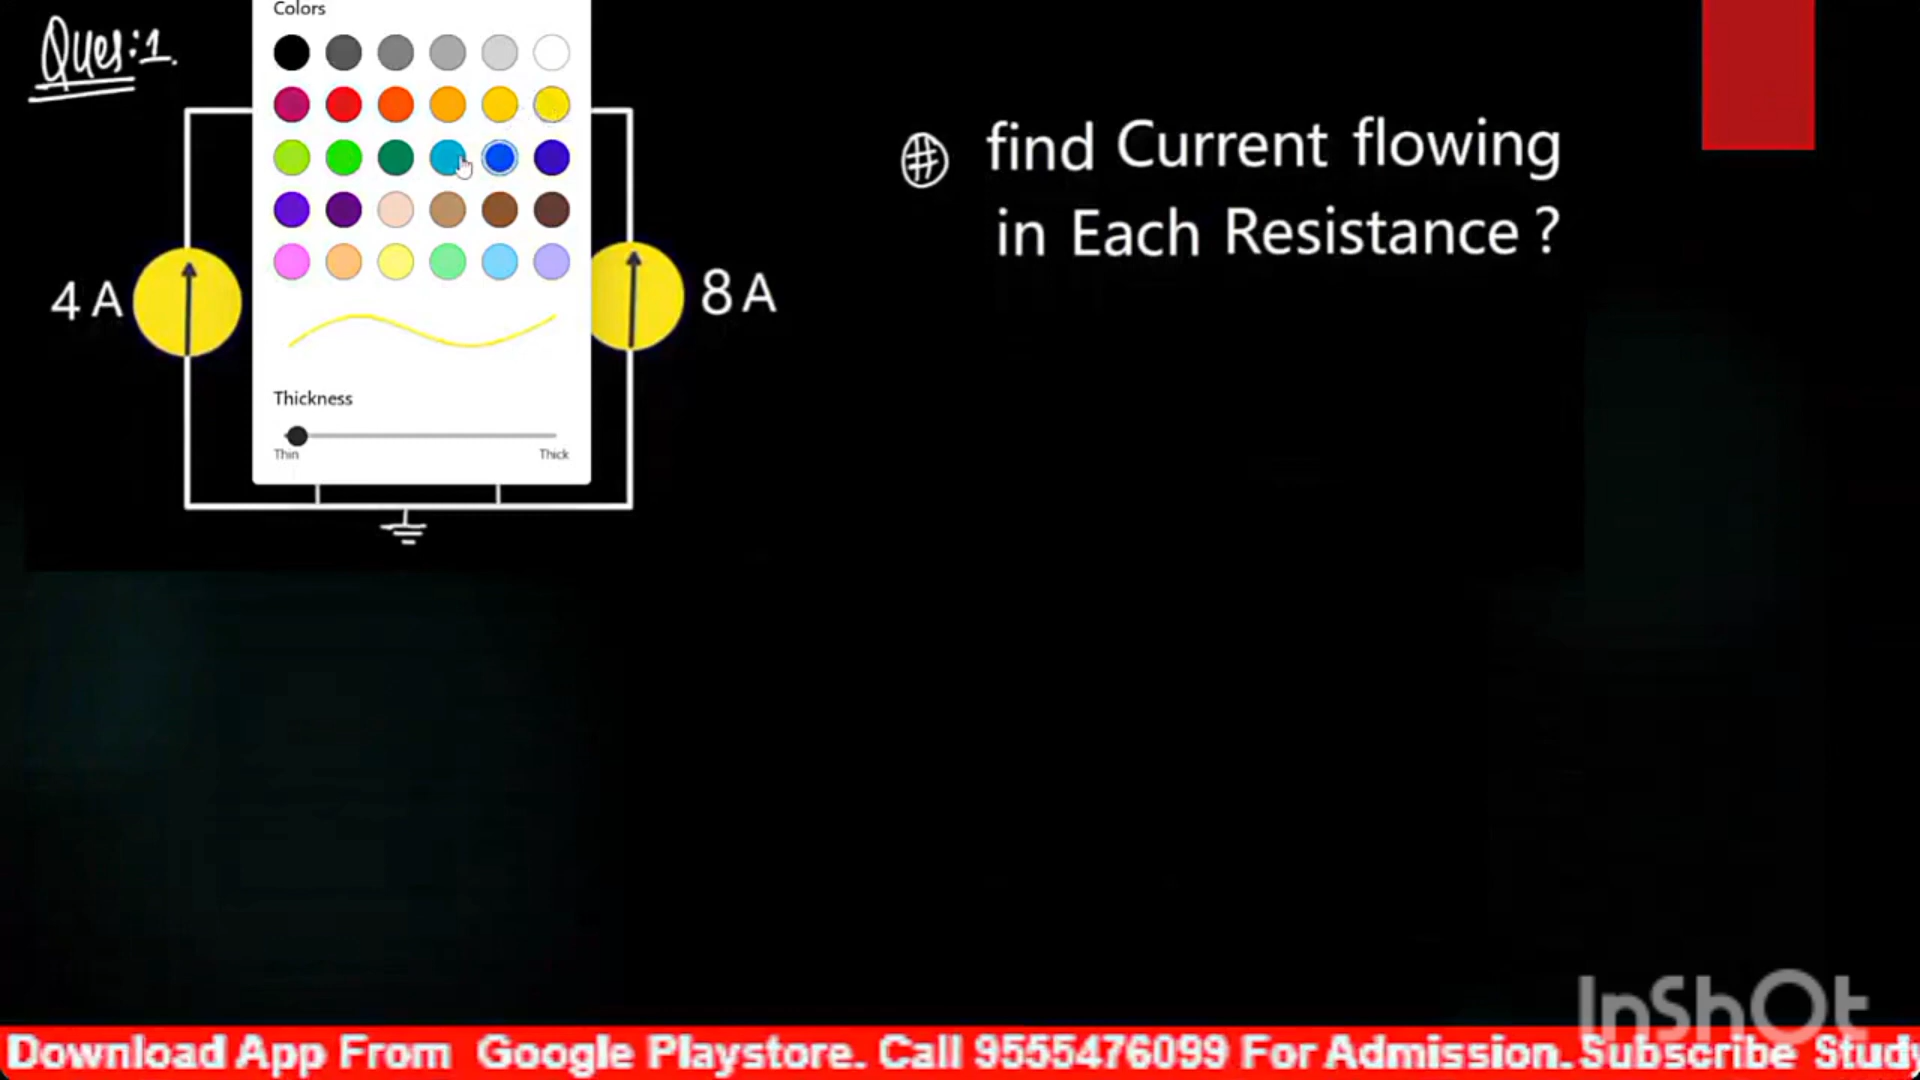 Ques:1.
Colors
find Current flowing
in Each Resistance ?
4 A
8 A
Thickness
Thin
Thick
InShOt
Download App From Google Playstore. Call 9555476099 For Admission. Subscribe Study